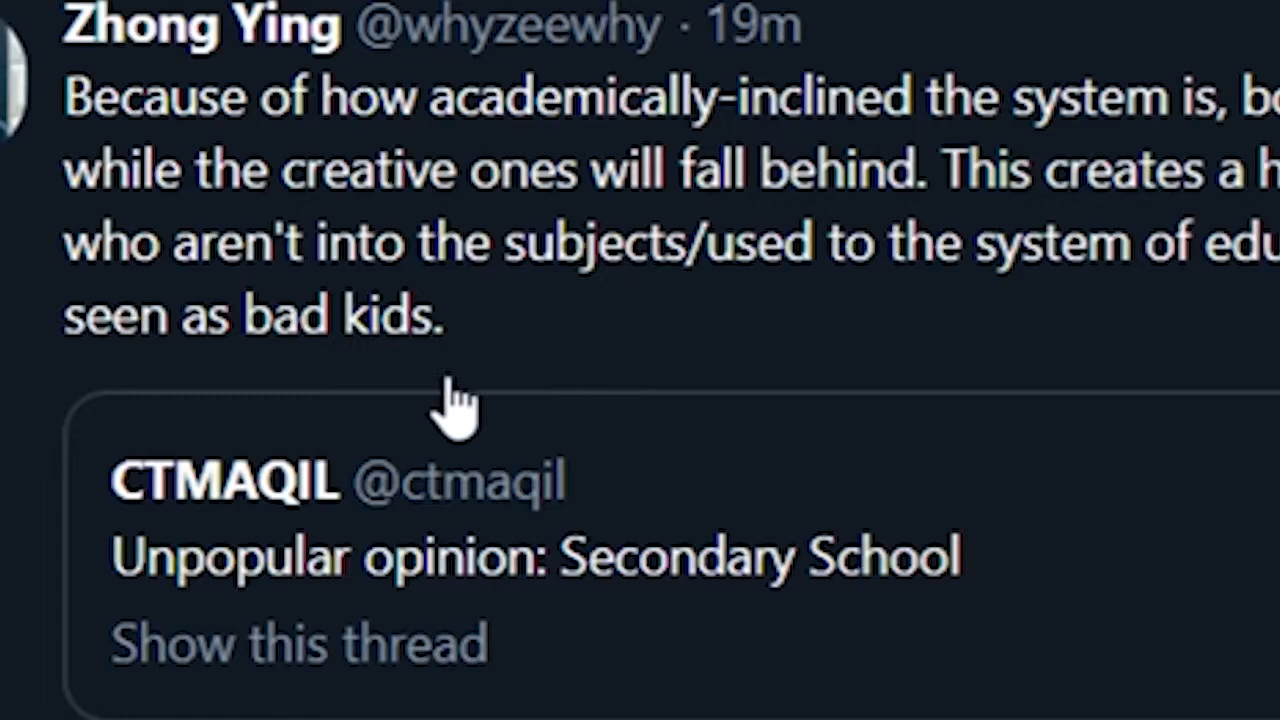 Zhong Ying @whyzeewhy · 19m
Because of how academically-inclined the system is,
while the creative ones will fall behind. This creates a
who aren't into the subjects/used to the system of
seen as bad kids.
CTMAQIL @ctmaqil
Unpopular opinion: Secondary School
Show this thread